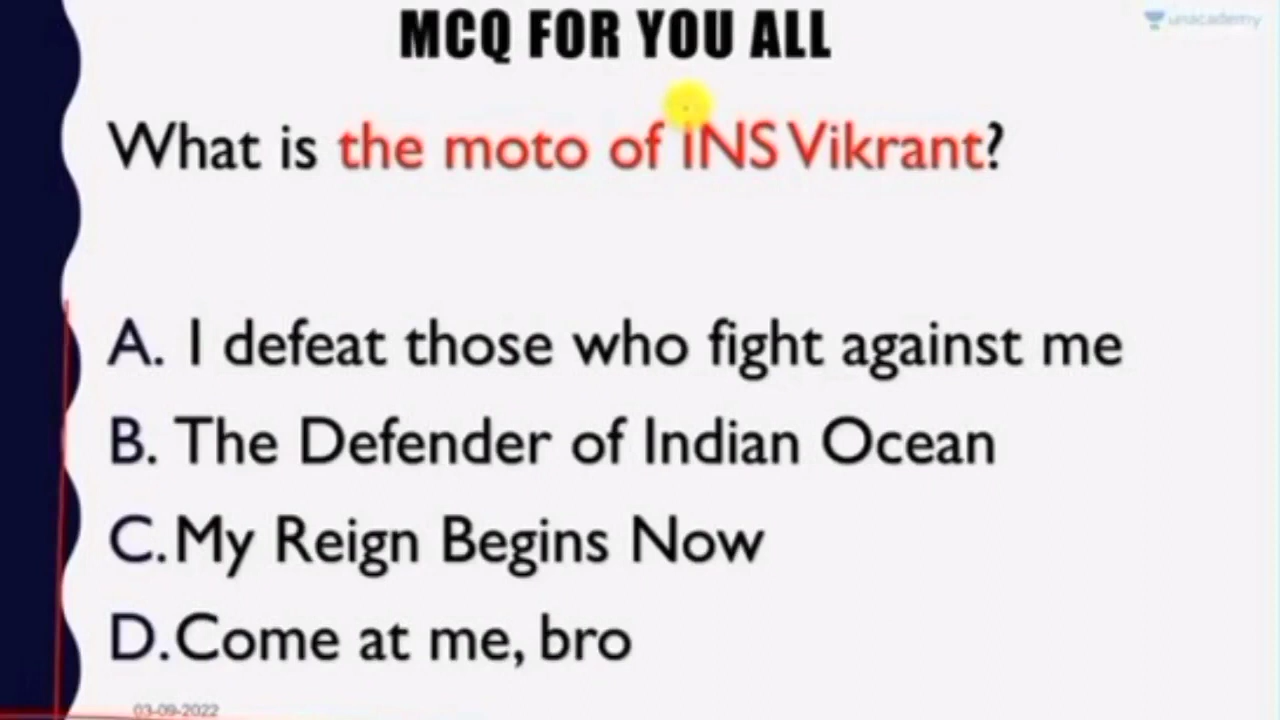 MCQ FOR YOU ALL
unacademy
What is the moto of INS Vikrant?
A. I defeat those who fight against me
B. The Defender of Indian Ocean
C. My Reign Begins Now
D. Come at me, bro
03-09-2022